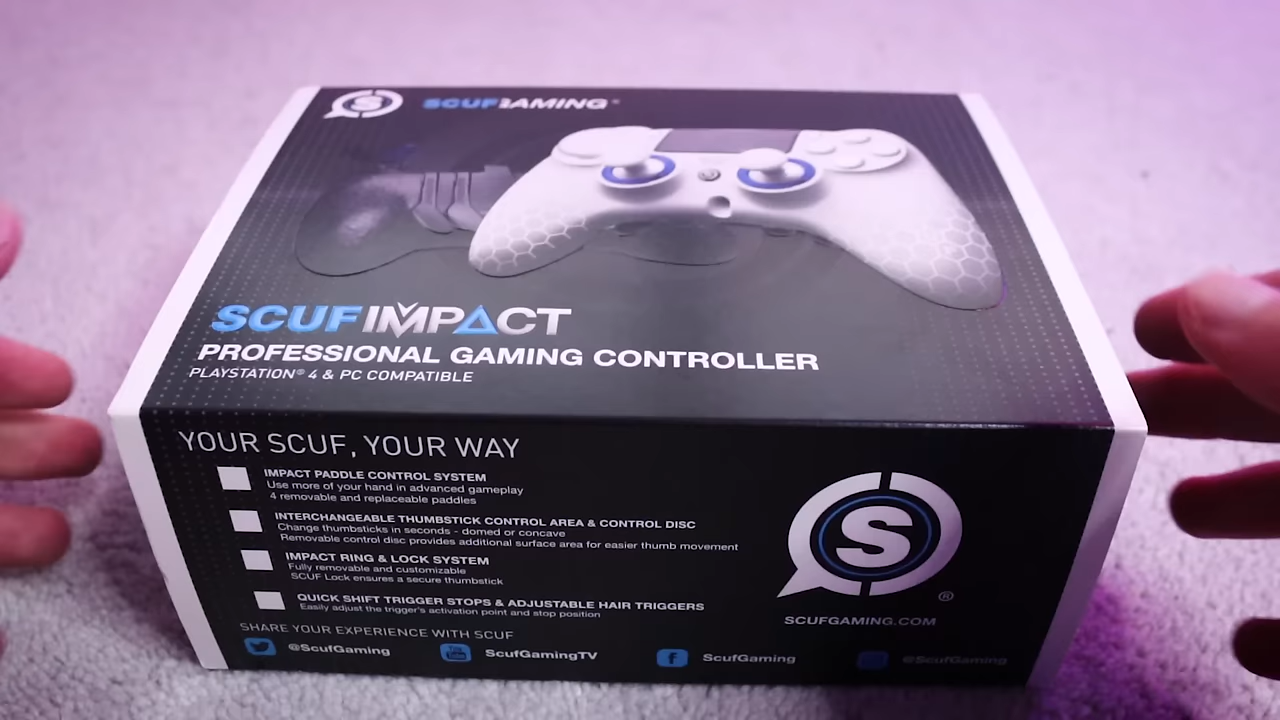 S SCUFGAMING®
SCUF IMPACT
PROFESSIONAL GAMING CONTROLLER
PLAYSTATION® 4 & PC COMPATIBLE
YOUR SCUF, YOUR WAY
IMPACT PADDLE CONTROL SYSTEM
Use more of your hand in advanced gameplay
4 removable and replaceable paddles
INTERCHANGEABLE THUMBSTICK CONTROL AREA & CONTROL DISC
Change thumbsticks in seconds - domed or concave
Removable control disc provides additional surface area for easier thumb movement
IMPACT RING & LOCK SYSTEM
Fully removable and customizable
SCUF Lock ensures a secure thumbstick
QUICK SHIFT TRIGGER STOPS & ADJUSTABLE HAIR TRIGGERS
Easily adjust the trigger's activation point and stop position
S ®
SCUFGAMING.COM
SHARE YOUR EXPERIENCE WITH SCUF
@ScufGaming You Tube ScufGamingTV f ScufGaming @ScufGaming